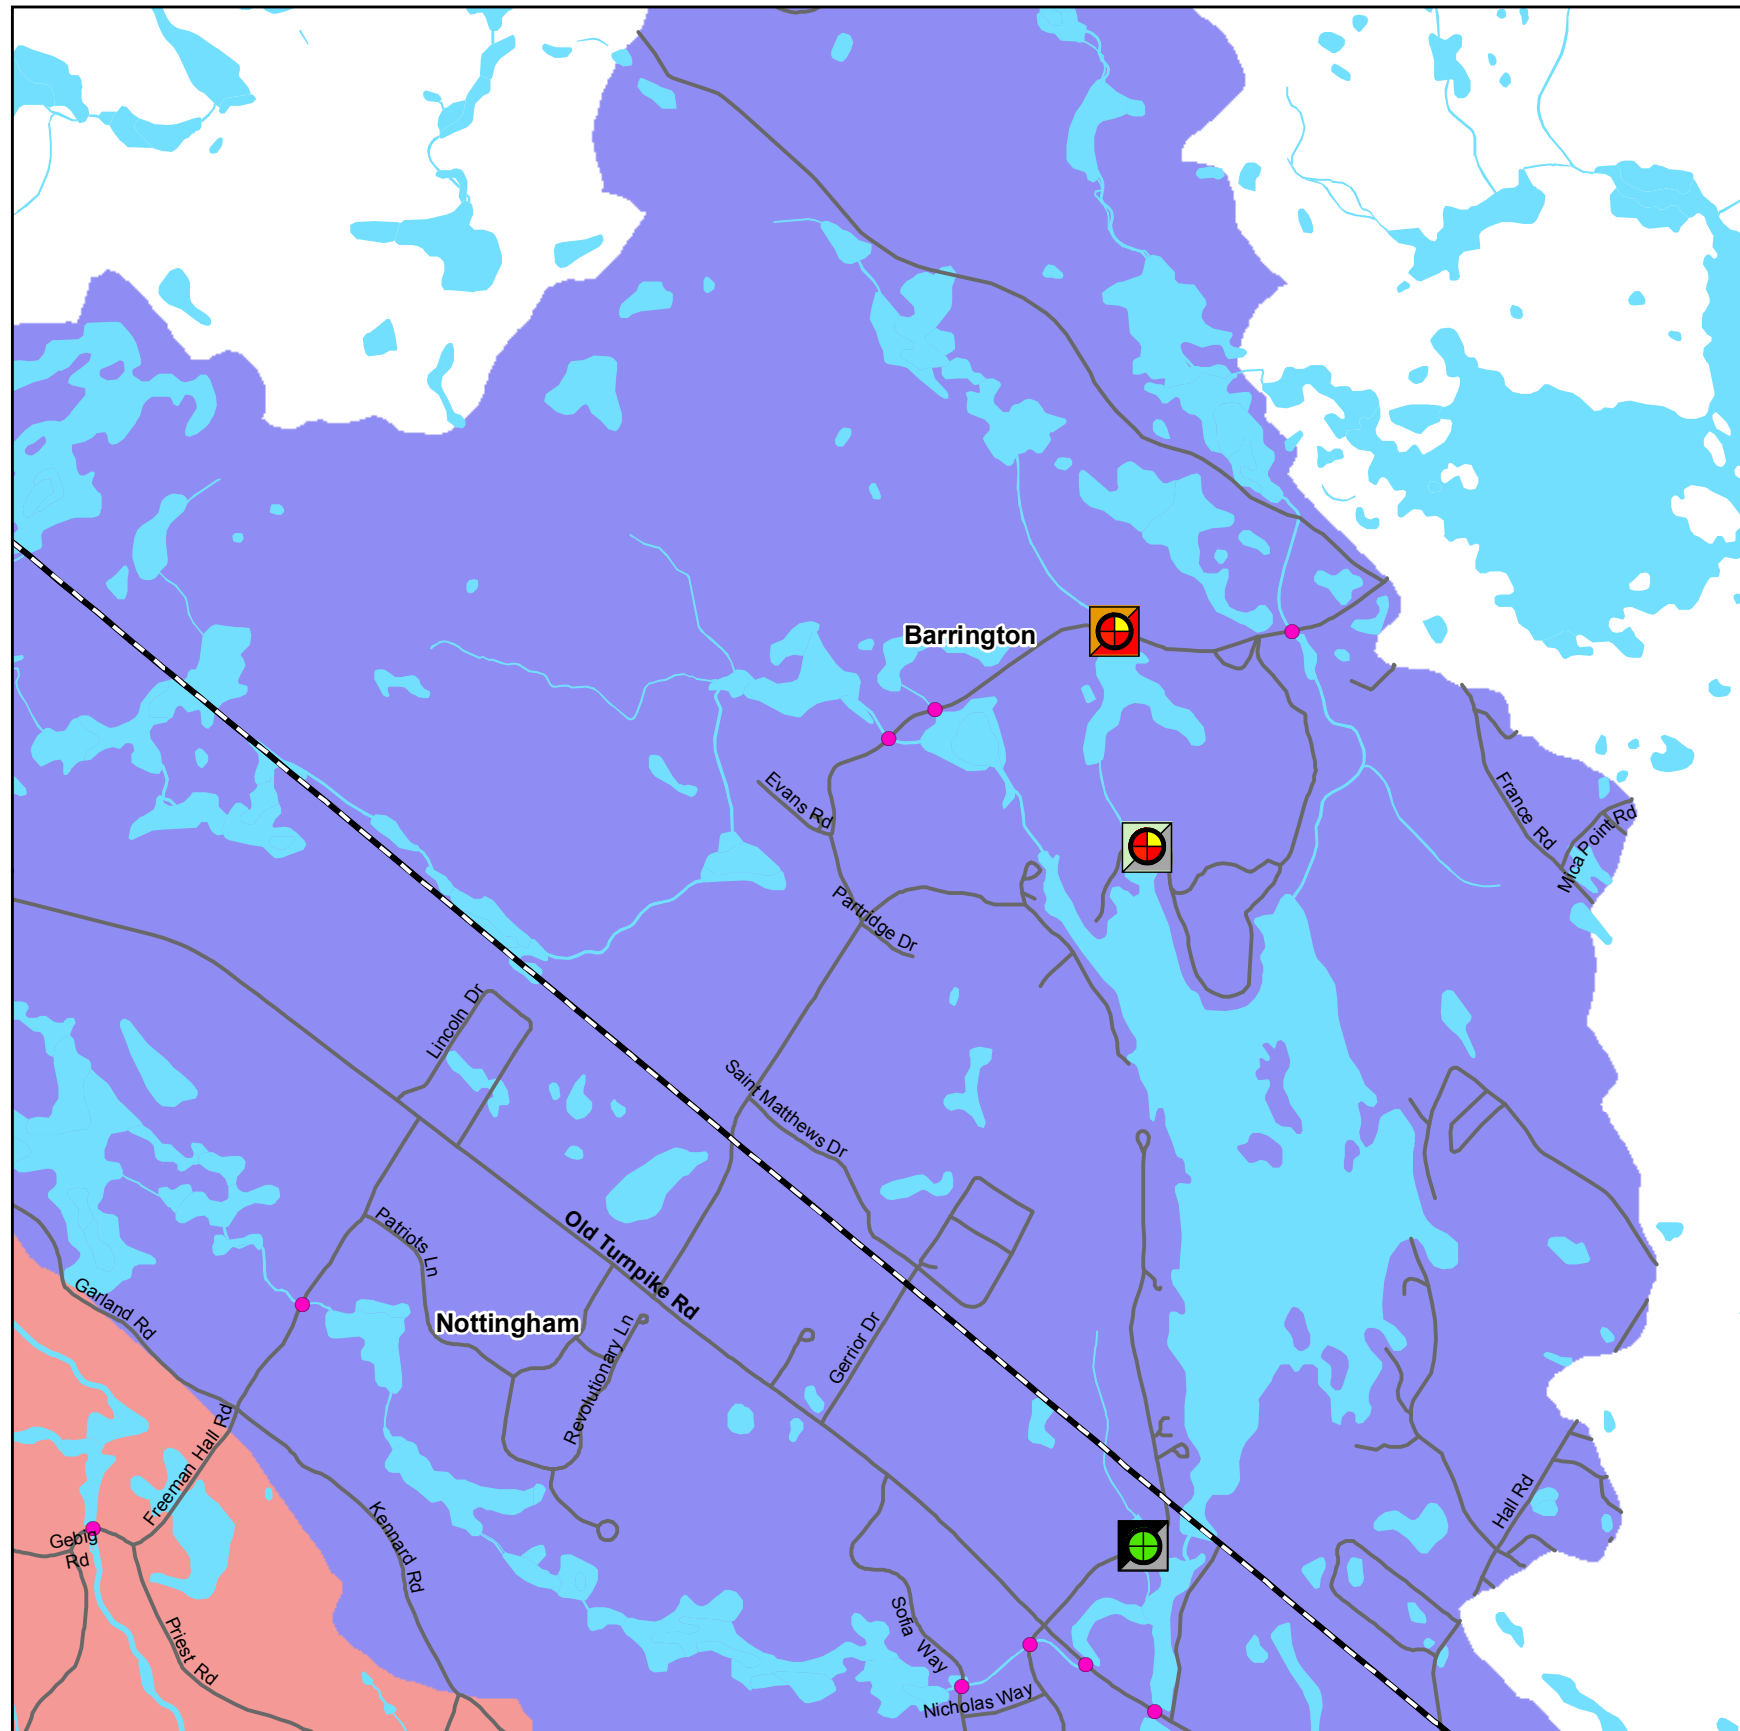 Barrington
Evans Rd
France Rd
Mica Point Rd
Partridge Dr
Lincoln Dr
Saint Matthews Dr
Patriots Ln
Old Turnpike Rd
Garland Rd
Nottingham
Revolutionary Ln
Gerrior Dr
Freeman Hall Rd
Hall Rd
Gebig
Rd
Kennard Rd
Priest Rd
Sofia Way
Nicholas Way